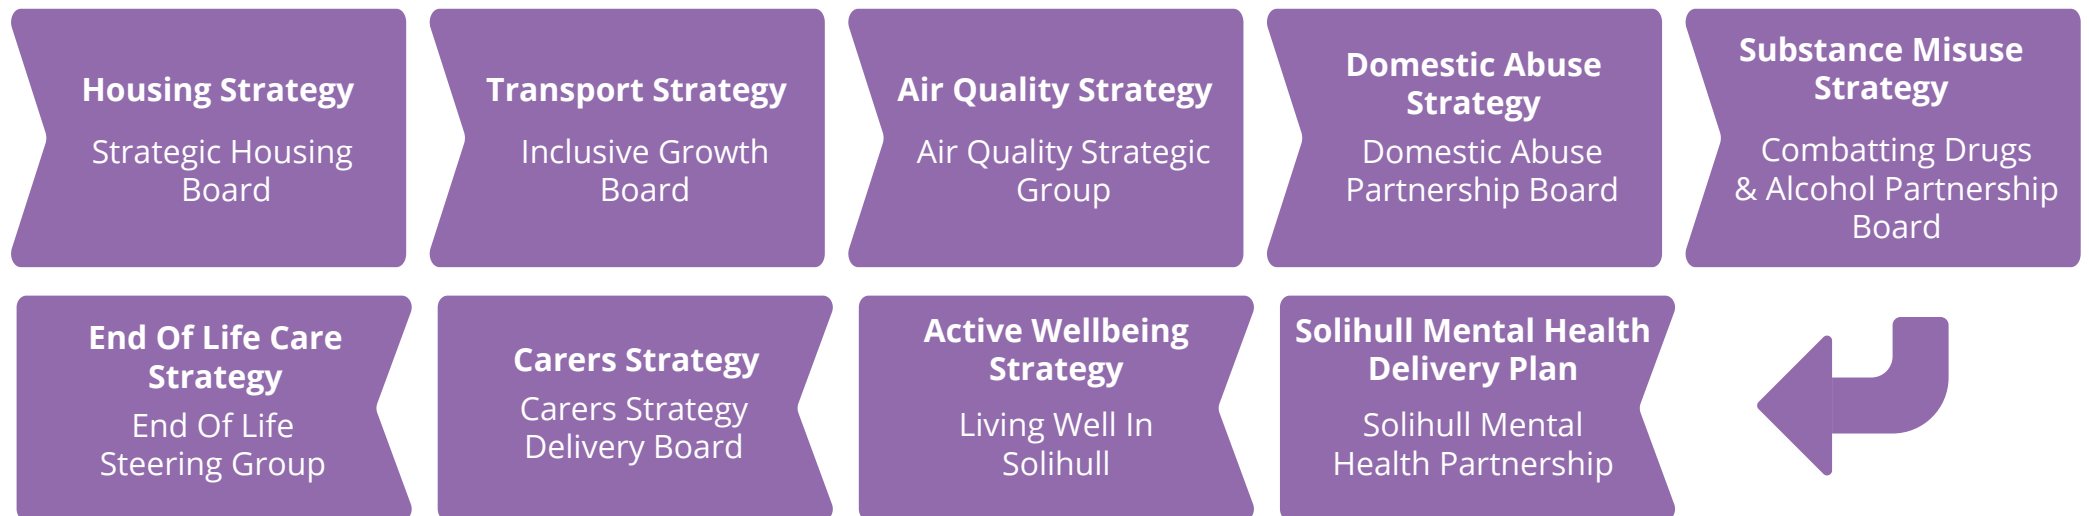 Housing Strategy
Strategic Housing
Board
Transport Strategy
Inclusive Growth
Board
Air Quality Strategy
Air Quality Strategic
Group
Domestic Abuse
Strategy
Domestic Abuse
Partnership Board
Substance Misuse
Strategy
Combatting Drugs
& Alcohol Partnership
Board
End Of Life Care
Strategy
End Of Life
Steering Group
Carers Strategy
Carers Strategy
Delivery Board
Active Wellbeing
Strategy
Living Well In
Solihull
Solihull Mental Health
Delivery Plan
Solihull Mental
Health Partnership